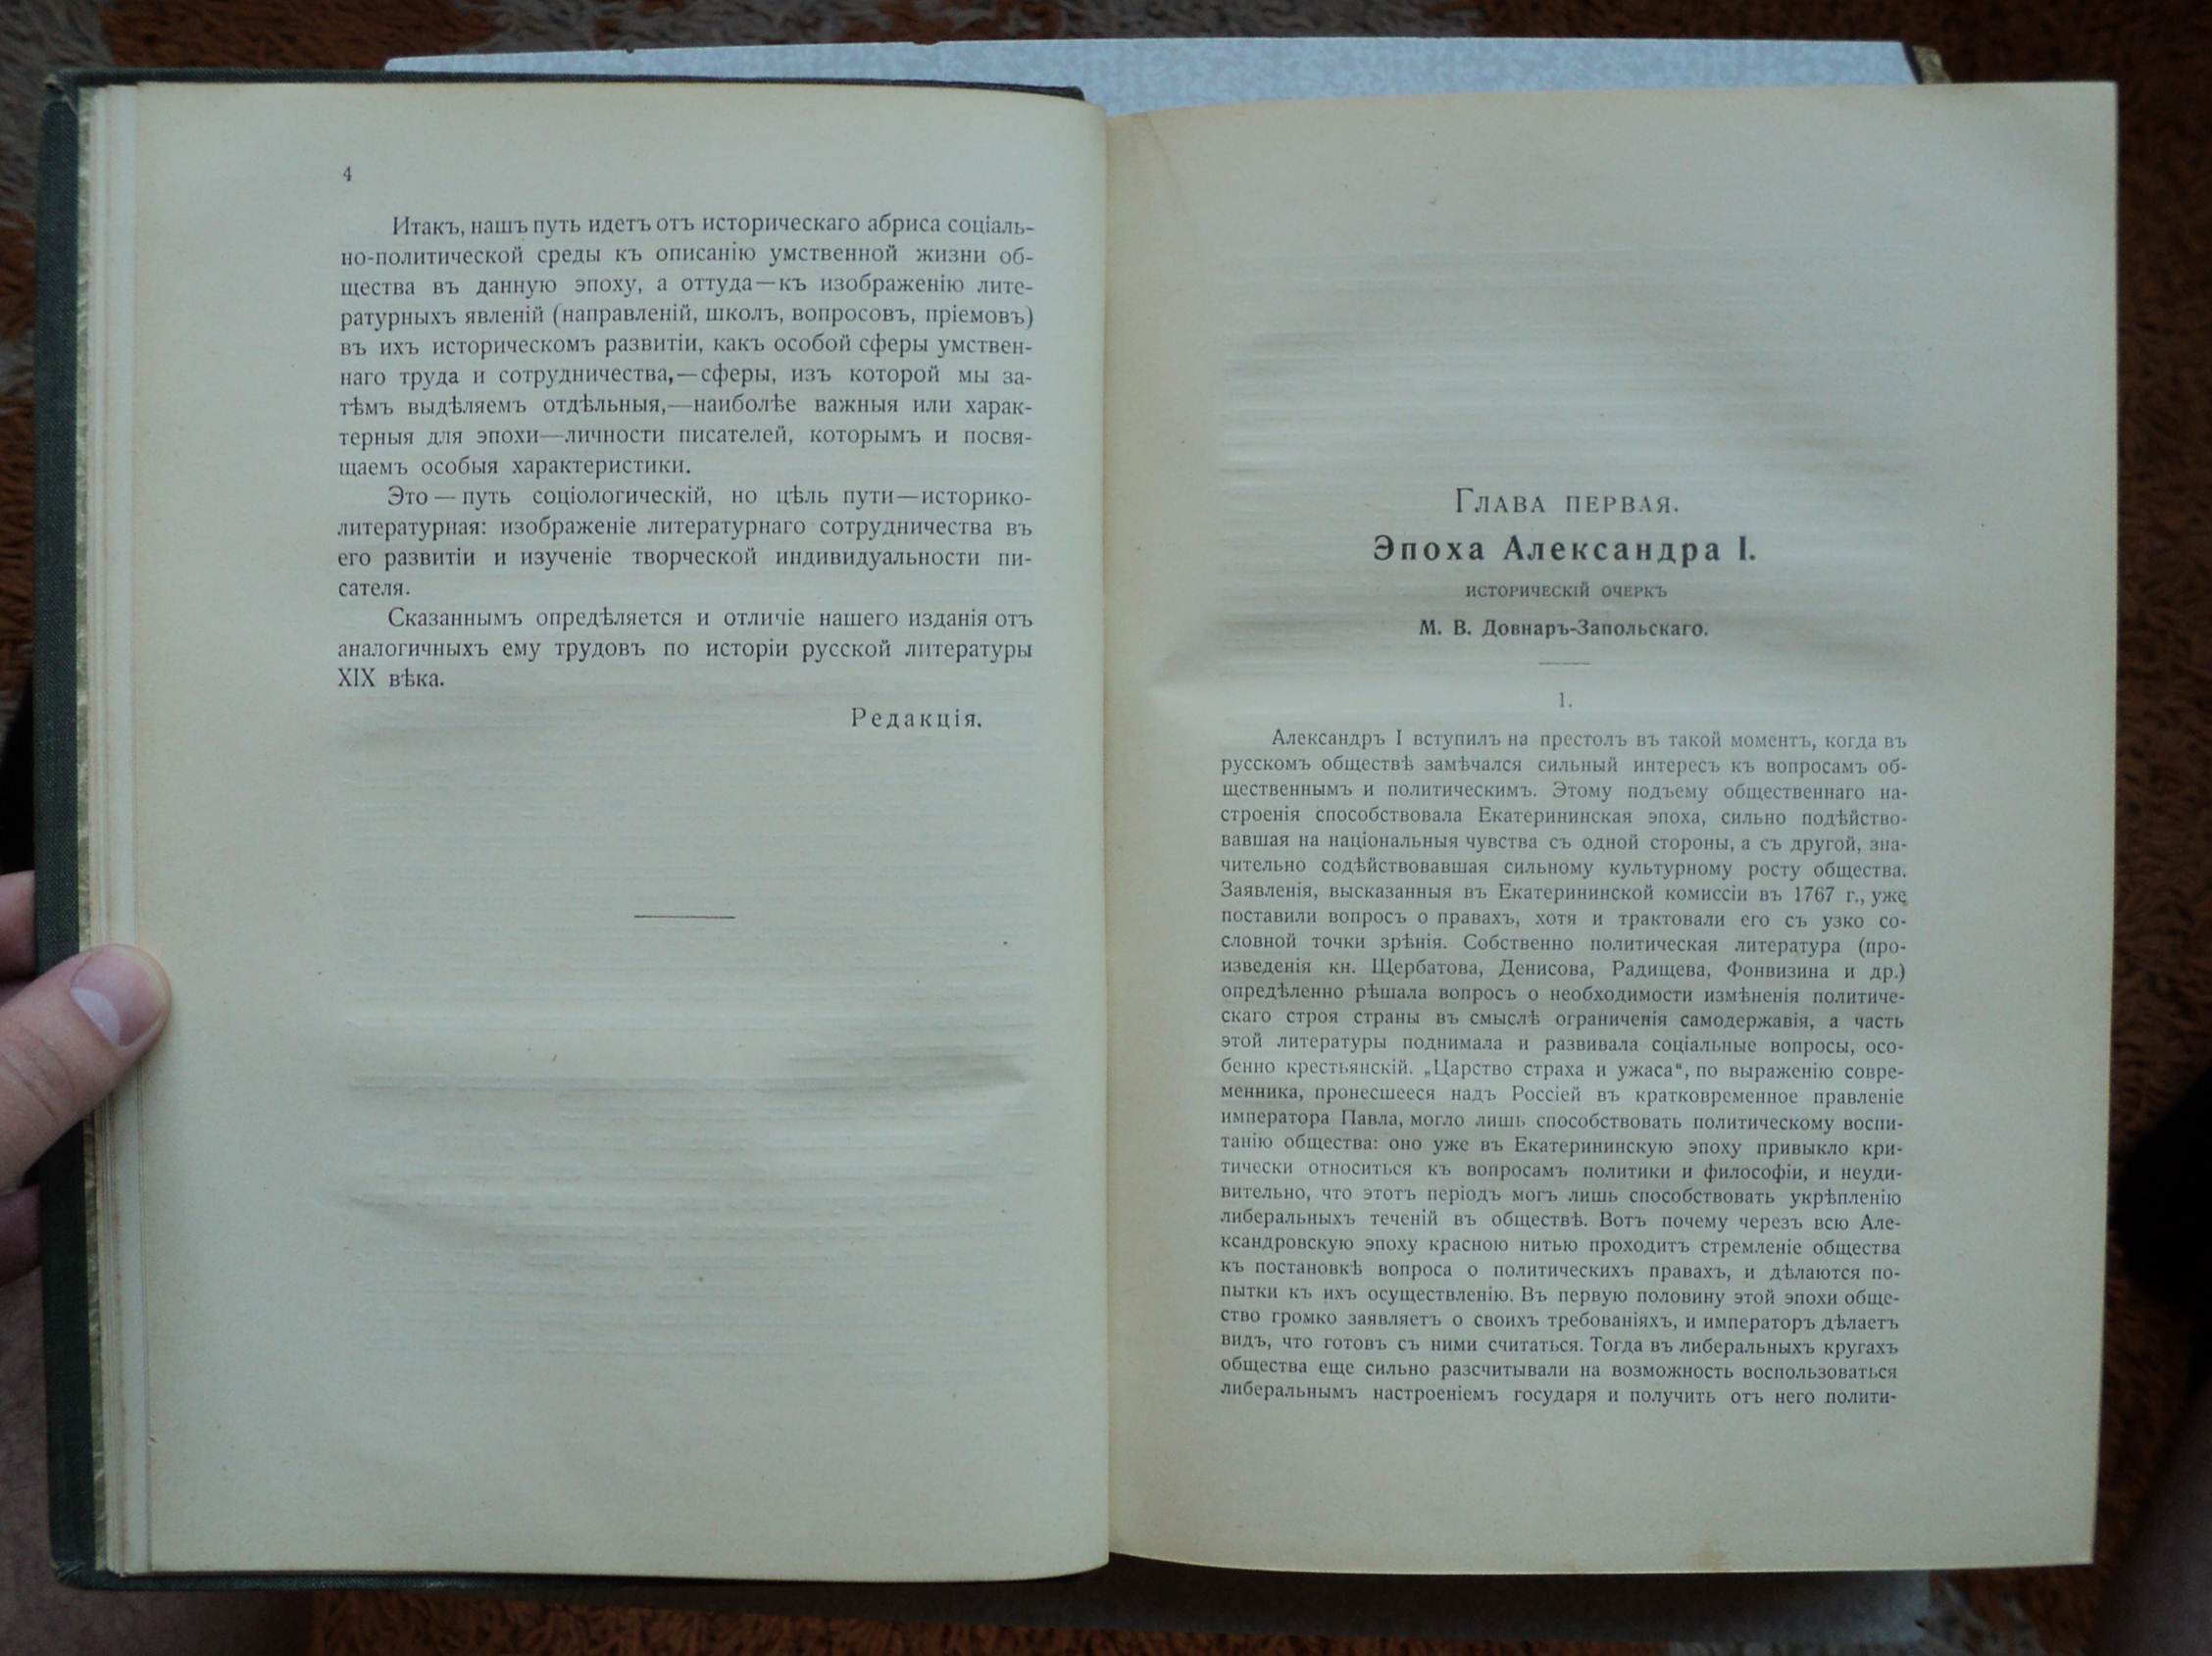 4
Итакъ, нашъ путь идетъ отъ историческаго абриса соціаль-
но-политической среды къ описанію умственной жизни об-
щества въ данную эпоху, а оттуда—къ изображенію лите-
ратурныхъ явленій (направленій, школъ, вопросовъ, пріемовъ)
въ ихъ историческомъ развитіи, какъ особой сферы умствен-
наго труда и сотрудничества,—сферы, изъ которой мы за-
тѣмъ выдѣляемъ отдѣльныя,—наиболѣе важныя или харак-
терныя для эпохи—личности писателей, которымъ и посвя-
щаемъ особыя характеристики.
Это — путь соціологическій, но цѣль пути—историко-
литературная: изображеніе литературнаго сотрудничества въ
его развитіи и изученіе творческой индивидуальности пи-
сателя.
Сказаннымъ опредѣляется и отличіе нашего изданія отъ
аналогичныхъ ему трудовъ по исторіи русской литературы
XIX вѣка.
Редакція.
Глава первая.
Эпоха Александра I.
историческій очеркъ
М. В. Довнаръ-Запольскаго.
1.
Александръ I вступилъ на престолъ въ такой моментъ, когда въ
русскомъ обществѣ замѣчался сильный интересъ къ вопросамъ об-
щественнымъ и политическимъ. Этому подъему общественнаго на-
строенія способствовала Екатерининская эпоха, сильно подѣйство-
вавшая на національныя чувства съ одной стороны, а съ другой, зна-
чительно содѣйствовавшая сильному культурному росту общества.
Заявленія, высказанныя въ Екатерининской комиссіи въ 1767 г., уже
поставили вопросъ о правахъ, хотя и трактовали его съ узко со-
словной точки зрѣнія. Собственно политическая литература (про-
изведенія кн. Щербатова, Денисова, Радищева, Фонвизина и др.)
опредѣленно рѣшала вопросъ о необходимости измѣненія политиче-
скаго строя страны въ смыслѣ ограниченія самодержавія, а часть
этой литературы поднимала и развивала соціальные вопросы, осо-
бенно крестьянскій. „Царство страха и ужаса“, по выраженію совре-
менника, пронесшееся надъ Россіей въ кратковременное правленіе
императора Павла, могло лишь способствовать политическому воспи-
танію общества: оно уже въ Екатерининскую эпоху привыкло кри-
тически относиться къ вопросамъ политики и философіи, и неуди-
вительно, что этотъ періодъ могъ лишь способствовать укрѣпленію
либеральныхъ теченій въ обществѣ. Вотъ почему черезъ всю Але-
ксандровскую эпоху красною нитью проходитъ стремленіе общества
къ постановкѣ вопроса о политическихъ правахъ, и дѣлаются по-
пытки къ ихъ осуществленію. Въ первую половину этой эпохи обще-
ство громко заявляетъ о своихъ требованіяхъ, и императоръ дѣлаетъ
видъ, что готовъ съ ними считаться. Тогда въ либеральныхъ кругахъ
общества еще сильно разсчитывали на возможность воспользоваться
либеральнымъ настроеніемъ государя и получить отъ него полити-